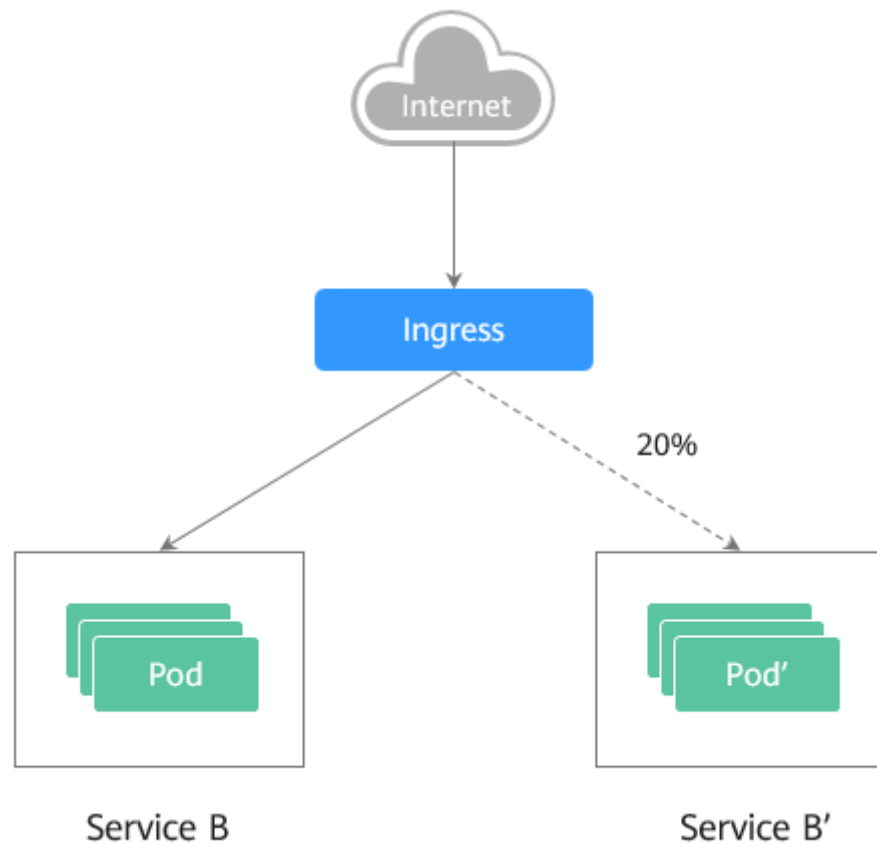 Internet
Ingress
20%
Pod
Pod’
Service B
Service B’